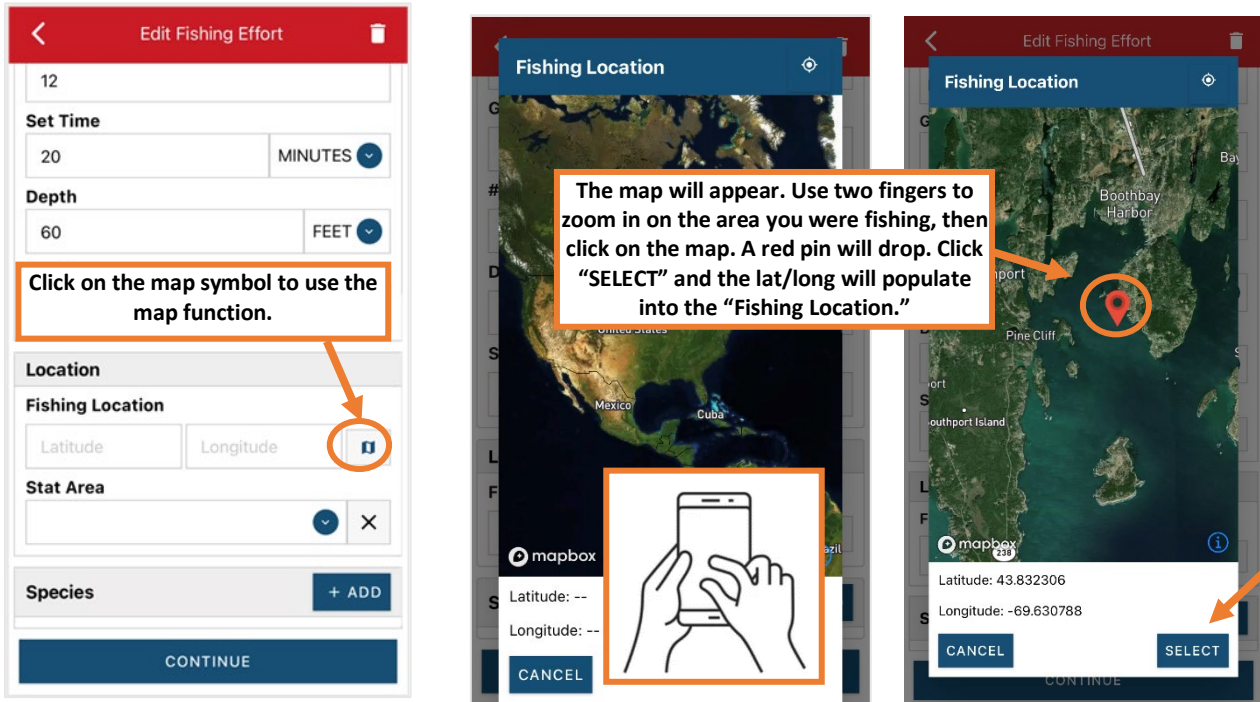 Edit Fishing Effort
12
Set Time
20
MINUTES
Depth
60
FEET
Click on the map symbol to use the
map function.
Location
Fishing Location
Latitude
Longitude
Stat Area
Species
+ ADD
CONTINUE
Fishing Location
G
#
D
S
L
F
S
The map will appear. Use two fingers to
zoom in on the area you were fishing, then
click on the map. A red pin will drop. Click
“SELECT” and the lat/long will populate
into the “Fishing Location.”
United States
Mexico
Cuba
mapbox
Latitude: --
Longitude: --
CANCEL
Edit Fishing Effort
Fishing Location
G
Boothbay
Harbor
Pine Cliff
outhport Island
S
L
F
S
mapbox
238
Latitude: 43.832306
Longitude: -69.630788
CANCEL
SELECT
CONTINUE